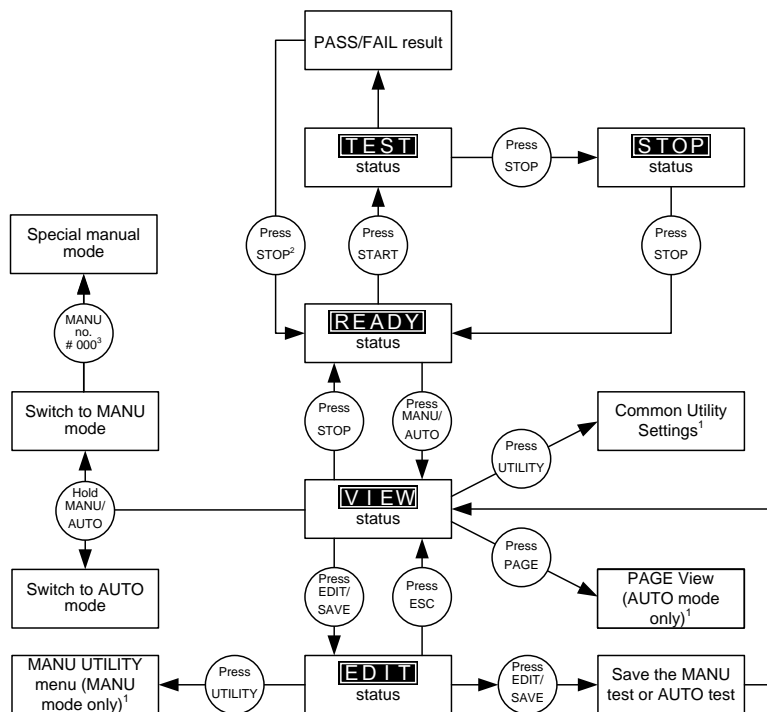 PASS/FAIL result
TEST
status
Press
STOP
STOP
status
Special manual
mode
Press
STOP²
Press
START
Press
STOP
MANU
no.
# 000³
READY
status
Switch to MANU
mode
Press
STOP
Press
MANU/
AUTO
Common Utility
Settings¹
Press
UTILITY
Hold
MANU/
AUTO
VIEW
status
Press
PAGE
Switch to AUTO
mode
Press
EDIT/
SAVE
Press
ESC
PAGE View
(AUTO mode
only)¹
MANU UTILITY
menu (MANU
mode only)¹
Press
UTILITY
EDIT
status
Press
EDIT/
SAVE
Save the MANU
test or AUTO test